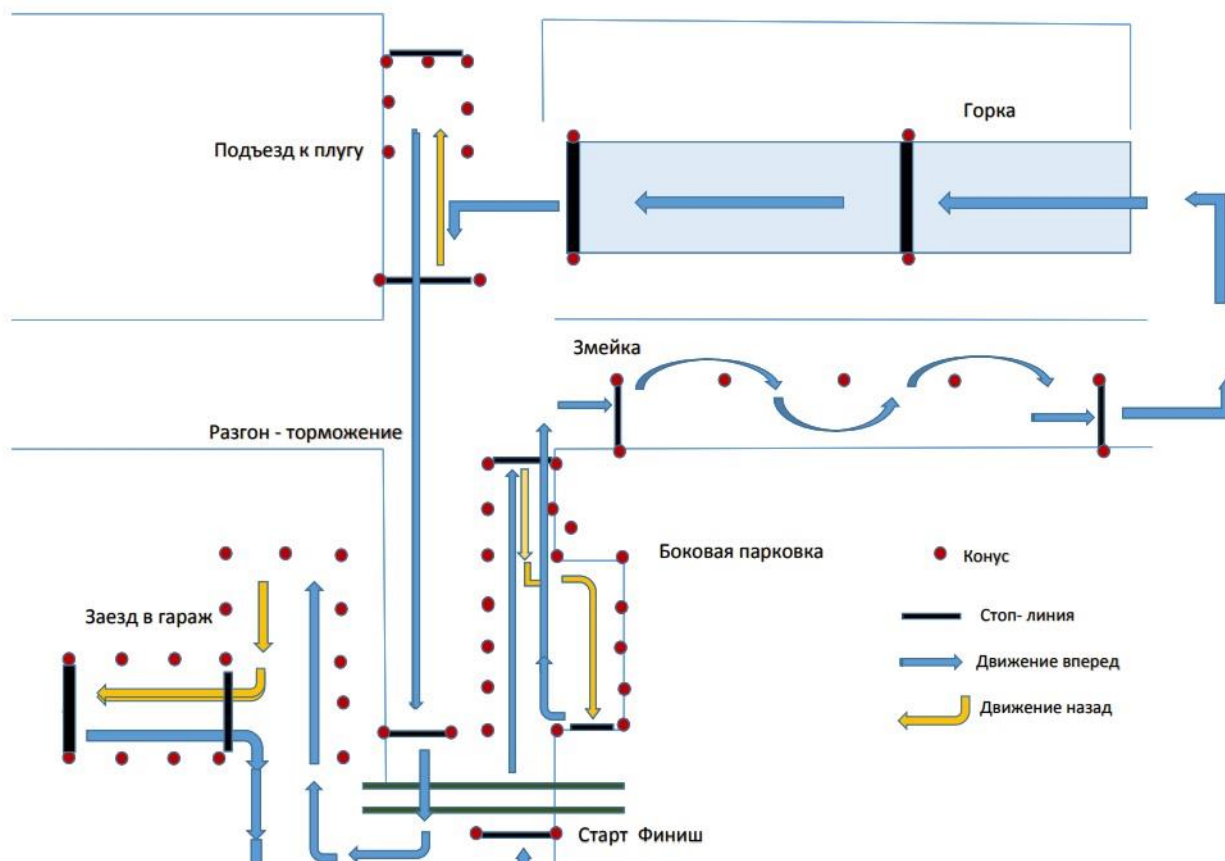 Горка
Подъезд к плугу
Змейка
Разгон - торможение
Боковая парковка
Конус
Заезд в гараж
Стоп- линия
Движение вперед
Движение назад
Старт Финиш